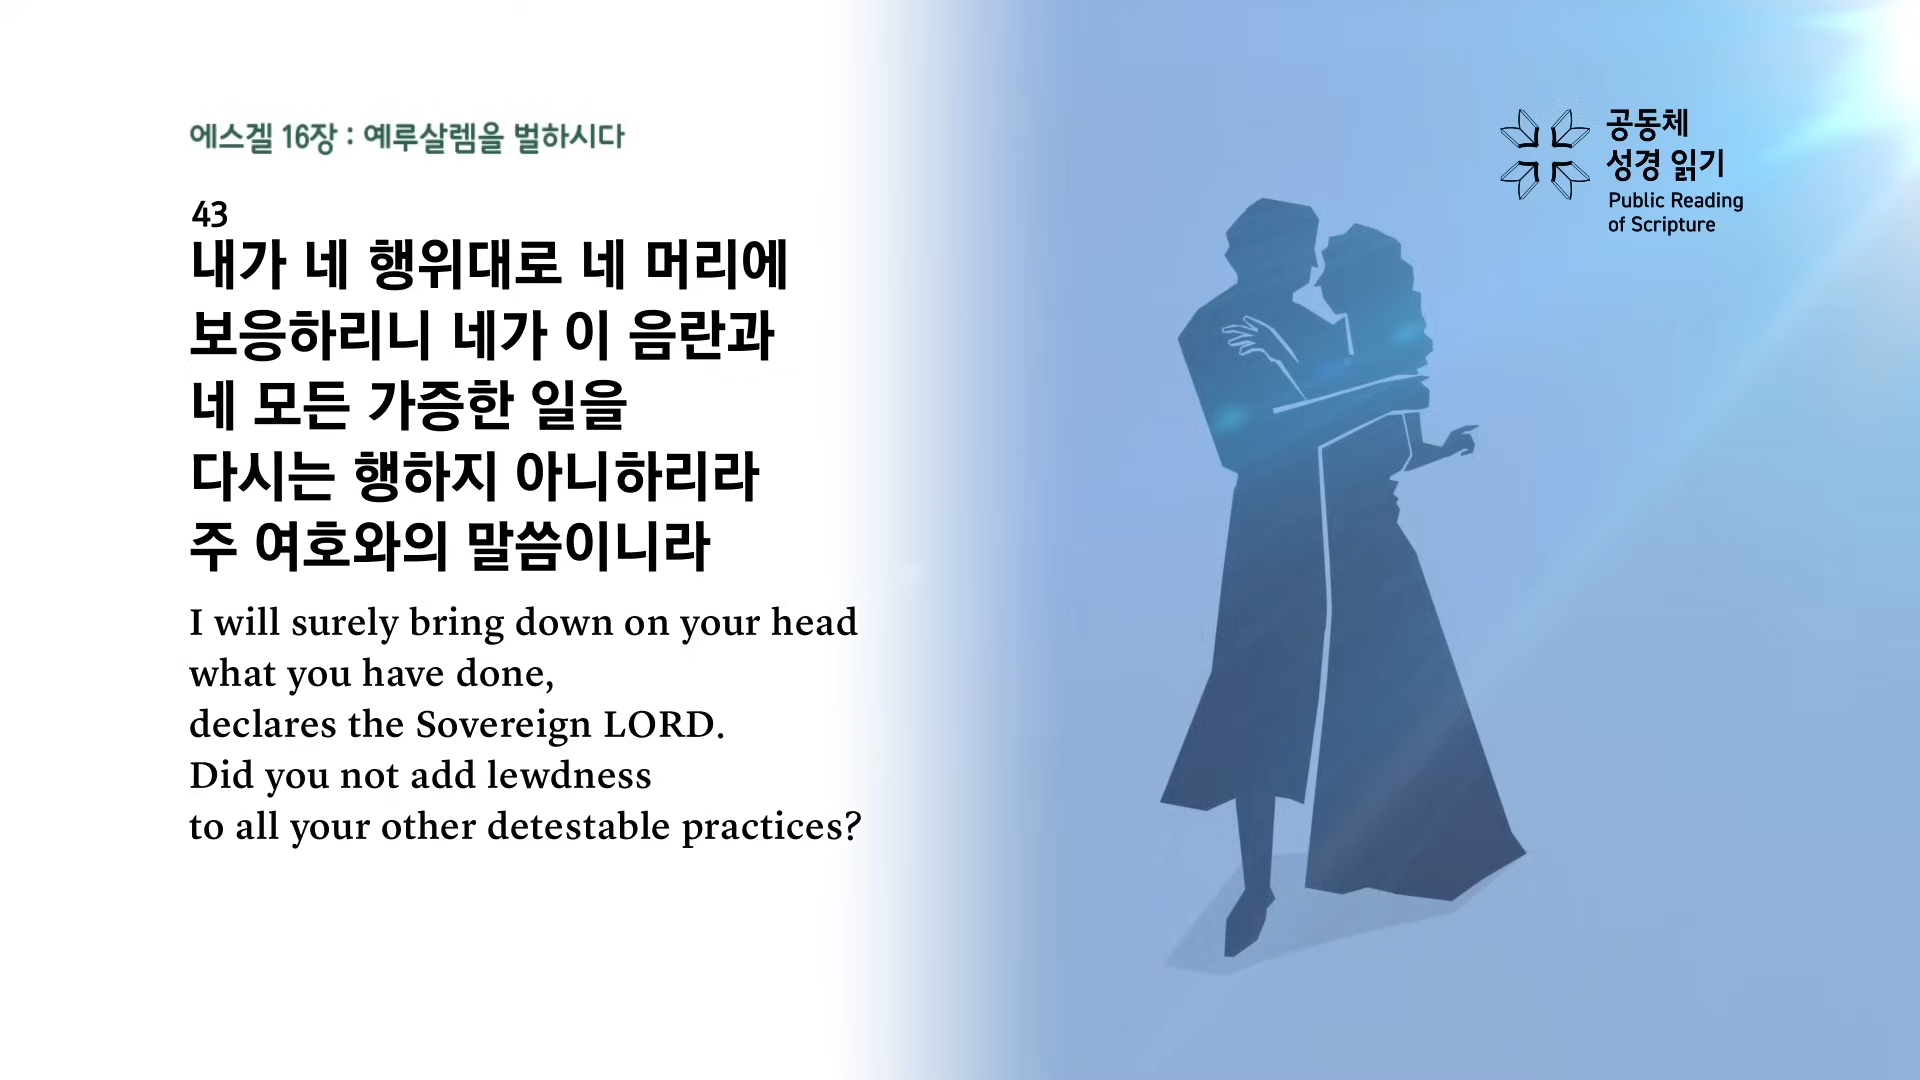 에스겔 16장 : 예루살렘을 벌하시다
43
내가 네 행위대로 네 머리에
보응하리니 네가 이 음란과
네 모든 가증한 일을
다시는 행하지 아니하리라
주 여호와의 말씀이니라
I will surely bring down on your head
what you have done,
declares the Sovereign LORD.
Did you not add lewdness
to all your other detestable practices?
공동체
성경 읽기
Public Reading
of Scripture